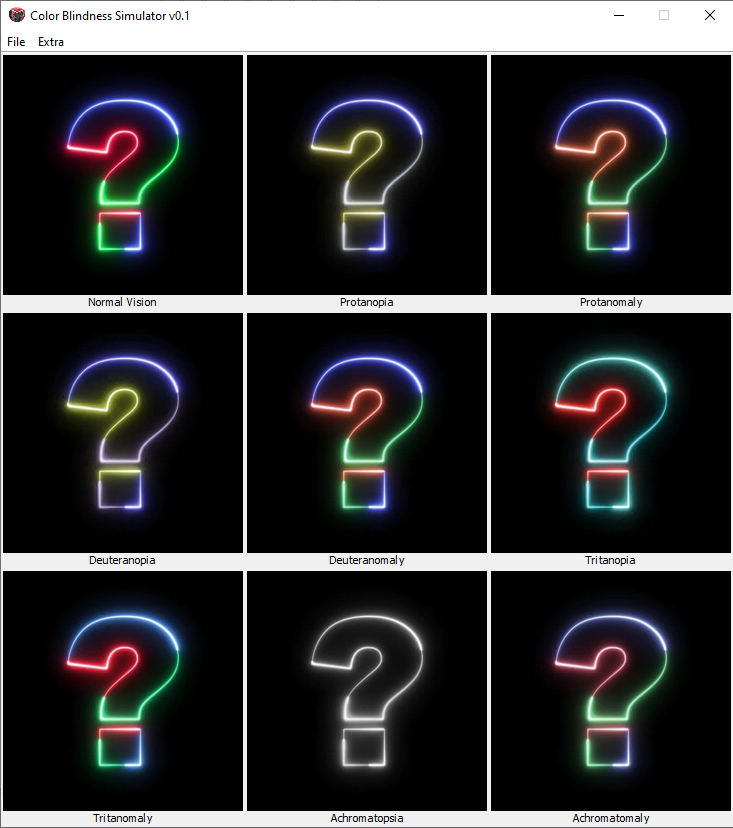 Color Blindness Simulator v0.1
File Extra
Normal Vision Protanopia Protanomaly
Deuteranopia Deuteranomaly Tritanopia
Tritanomaly Achromatopsia Achromatomaly